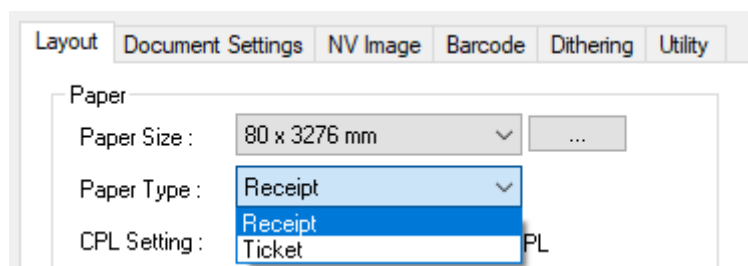 Layout Document Settings NV Image Barcode Dithering Utility
Paper
Paper Size : 80 x 3276 mm ...
Paper Type : Receipt
Receipt
CPL Setting : PL
Ticket